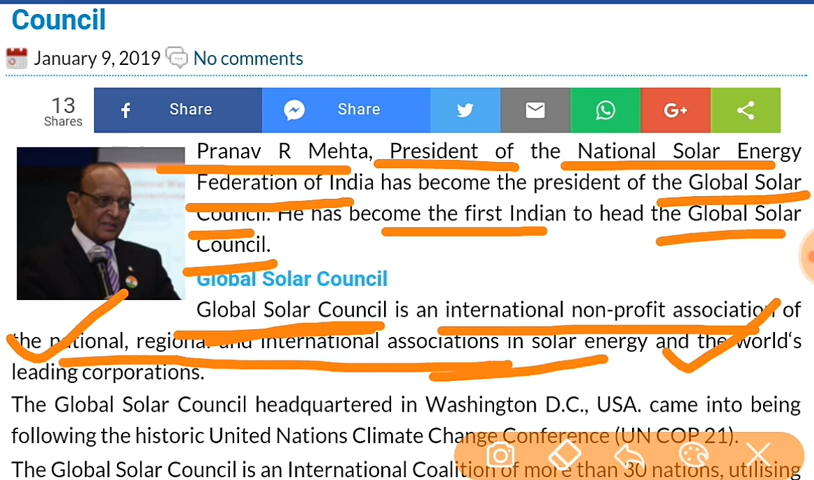 Council
January 9, 2019 No comments
13
Shares
Share
Share
G+
Pranav R Mehta, President of the National Solar Energy
Federation of India has become the president of the Global Solar
Council. He has become the first Indian to head the Global Solar
Council.
Global Solar Council
Global Solar Council is an international non-profit association of
the national, regional and international associations in solar energy and the world's
leading corporations.
The Global Solar Council headquartered in Washington D.C., USA. came into being
following the historic United Nations Climate Change Conference (UN COP 21).
The Global Solar Council is an International Coalition of more than 30 nations, utilising